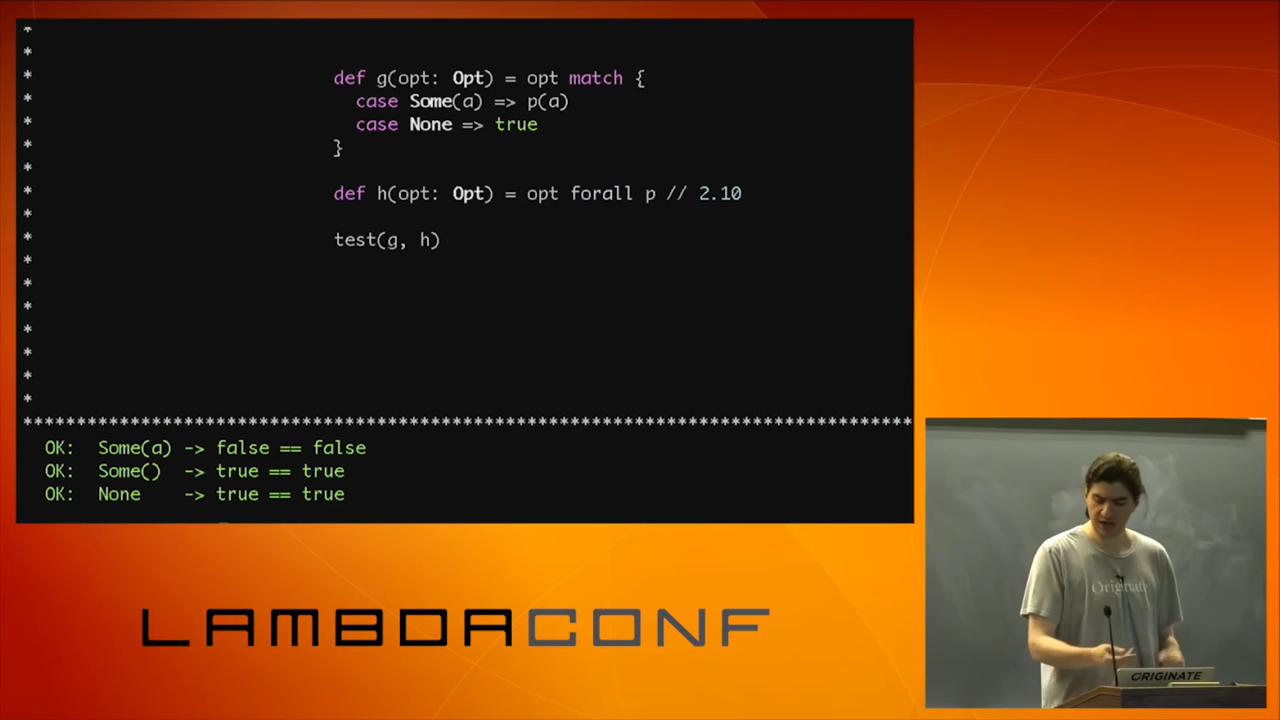 def g(opt: Opt) = opt match {
case Some(a) => p(a)
case None => true
}
def h(opt: Opt) = opt forall p // 2.10
test(g, h)
*******************************************************************************
OK: Some(a) -> false == false
OK: Some() -> true == true
OK: None -> true == true
LAMBDACONF
Originate
ORIGINATE